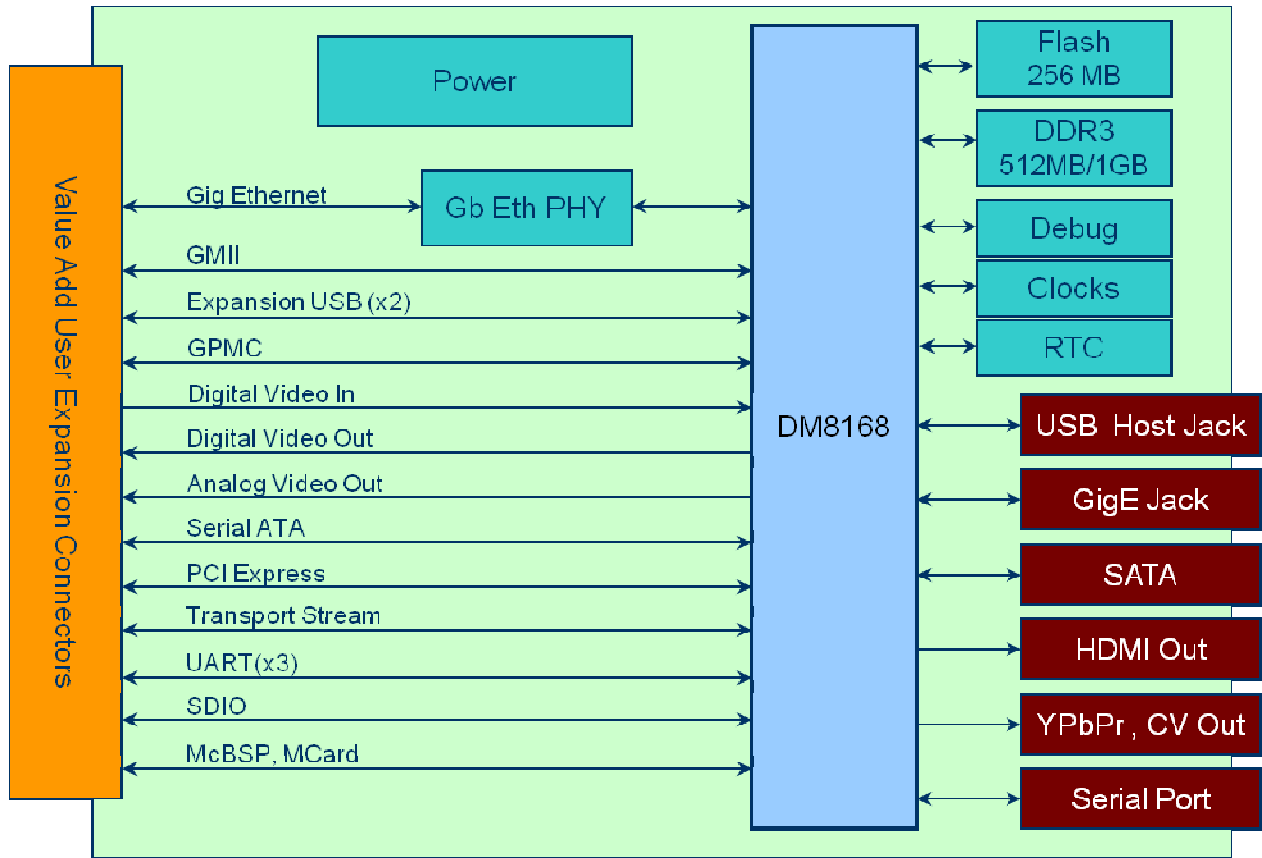 Value Add User Expansion Connectors
Power
Gig Ethernet
Gb Eth PHY
GMII
Expansion USB (x2)
GPMC
Digital Video In
Digital Video Out
Analog Video Out
Serial ATA
PCI Express
Transport Stream
UART(x3)
SDIO
McBSP, MCard
DM8168
Flash
256 MB
DDR3
512MB/1GB
Debug
Clocks
RTC
USB Host Jack
GigE Jack
SATA
HDMI Out
YPbPr , CV Out
Serial Port